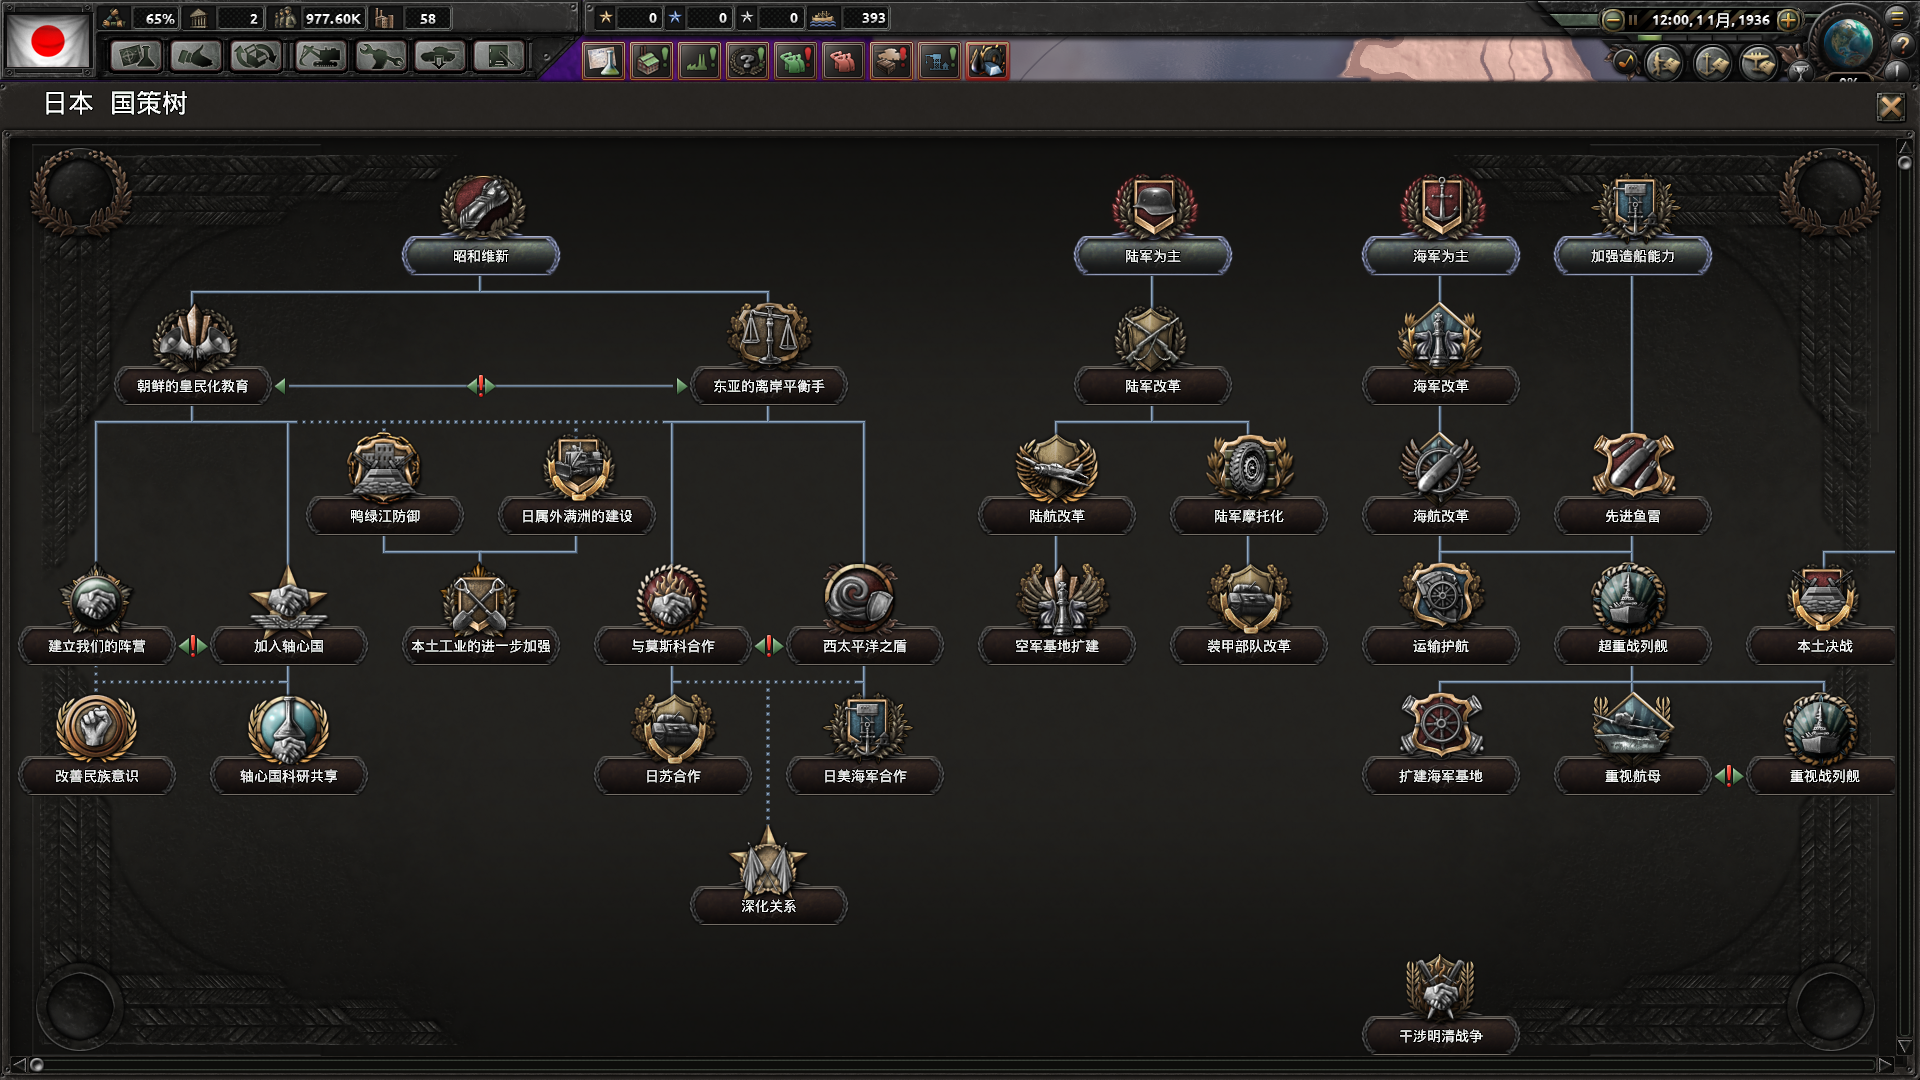 65%
2
977.60K
58
0
0
0
393
12:00, 1 1月, 1936
日本 国策树
昭和维新
陆军为主
海军为主
加强造船能力
朝鲜的皇民化教育
东亚的离岸平衡手
陆军改革
海军改革
鸭绿江防御
日属外满洲的建设
陆航改革
陆军摩托化
海航改革
先进鱼雷
建立我们的阵营
加入轴心国
本土工业的进一步加强
与莫斯科合作
西太平洋之盾
空军基地扩建
装甲部队改革
运输护航
超重战列舰
本土决战
改善民族意识
轴心国科研共享
日苏合作
日美海军合作
扩建海军基地
重视航母
重视战列舰
深化关系
干涉明清战争